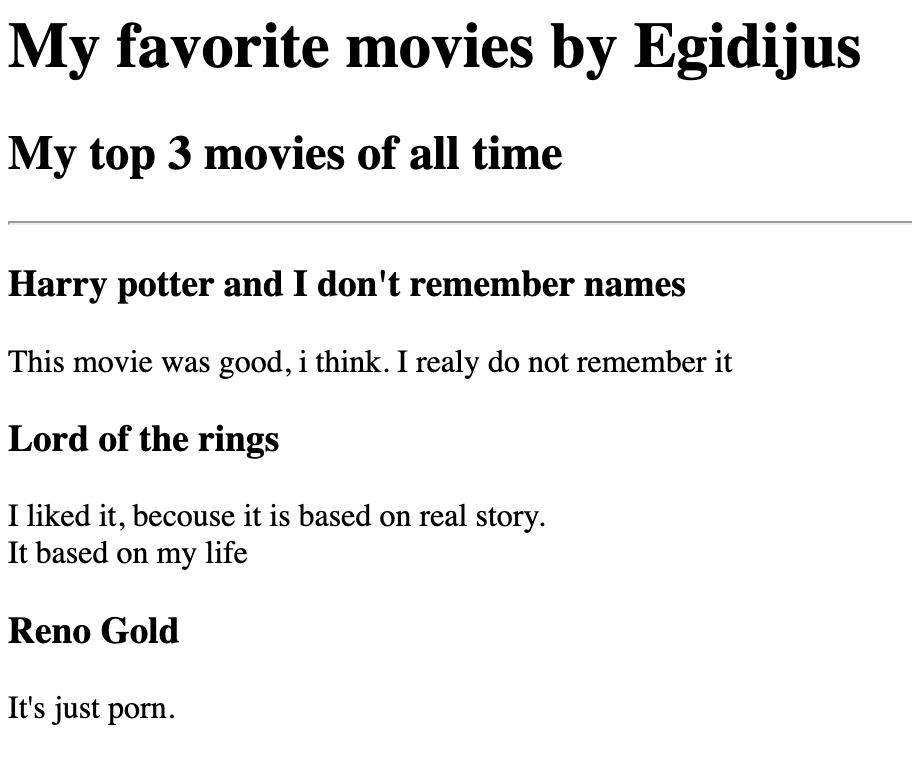 My favorite movies by Egidijus
My top 3 movies of all time
Harry potter and I don't remember names
This movie was good, i think. I realy do not remember it
Lord of the rings
I liked it, becouse it is based on real story.
It based on my life
Reno Gold
It's just porn.